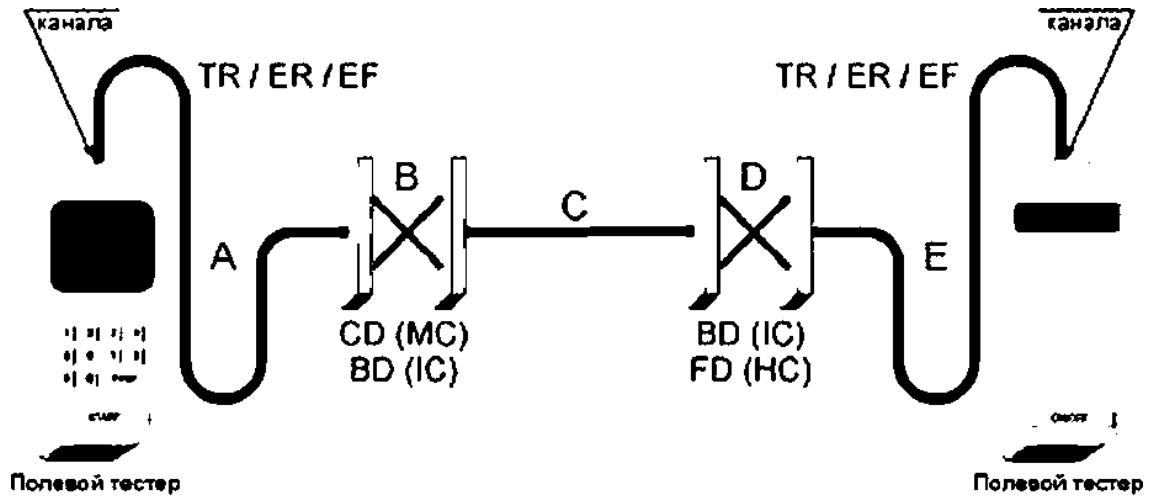 канала
канала
TR / ER / EF
TR / ER / EF
B
D
C
A
E
CD (MC)
BD (IC)
BD (IC)
FD (HC)
Полевой тестер
Полевой тестер